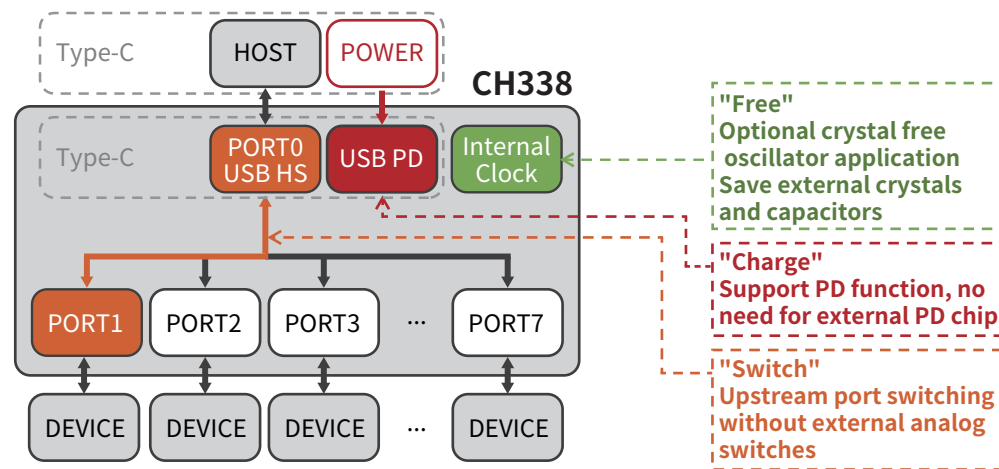 Type-C
HOST
POWER
CH338
Type-C
PORT0
USB HS
USB PD
Internal
Clock
"Free"
Optional crystal free
oscillator application
Save external crystals
and capacitors
"Charge"
Support PD function, no
need for external PD chip
"Switch"
Upstream port switching
without external analog
switches
PORT1
PORT2
PORT3
...
PORT7
DEVICE
DEVICE
DEVICE
...
DEVICE